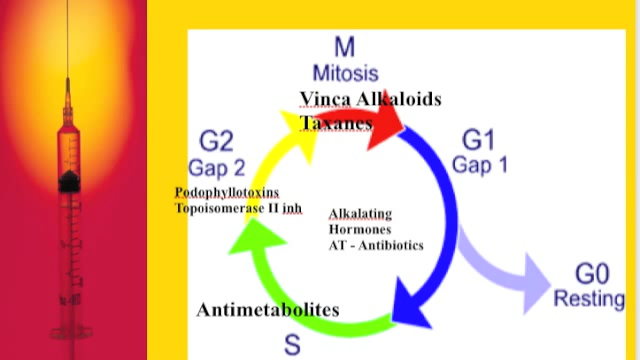 M
Mitosis
Vinca Alkaloids
Taxanes
G2
Gap 2
G1
Gap 1
Podophyllotoxins
Topoisomerase II inh
Alkalating
Hormones
AT - Antibiotics
G0
Resting
Antimetabolites
S